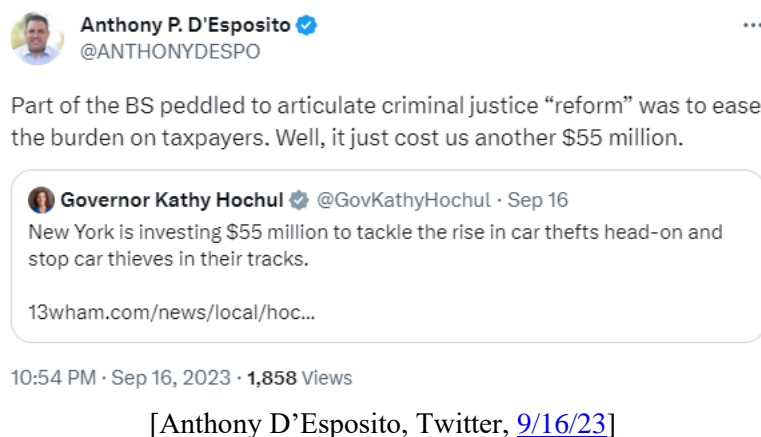 Anthony P. D'Esposito
@ANTHONYDESPO
Part of the BS peddled to articulate criminal justice “reform” was to ease
the burden on taxpayers. Well, it just cost us another $55 million.
Governor Kathy Hochul @GovKathyHochul · Sep 16
New York is investing $55 million to tackle the rise in car thefts head-on and
stop car thieves in their tracks.
13wham.com/news/local/hoc...
10:54 PM · Sep 16, 2023 · 1,858 Views
[Anthony D’Esposito, Twitter, 9/16/23]